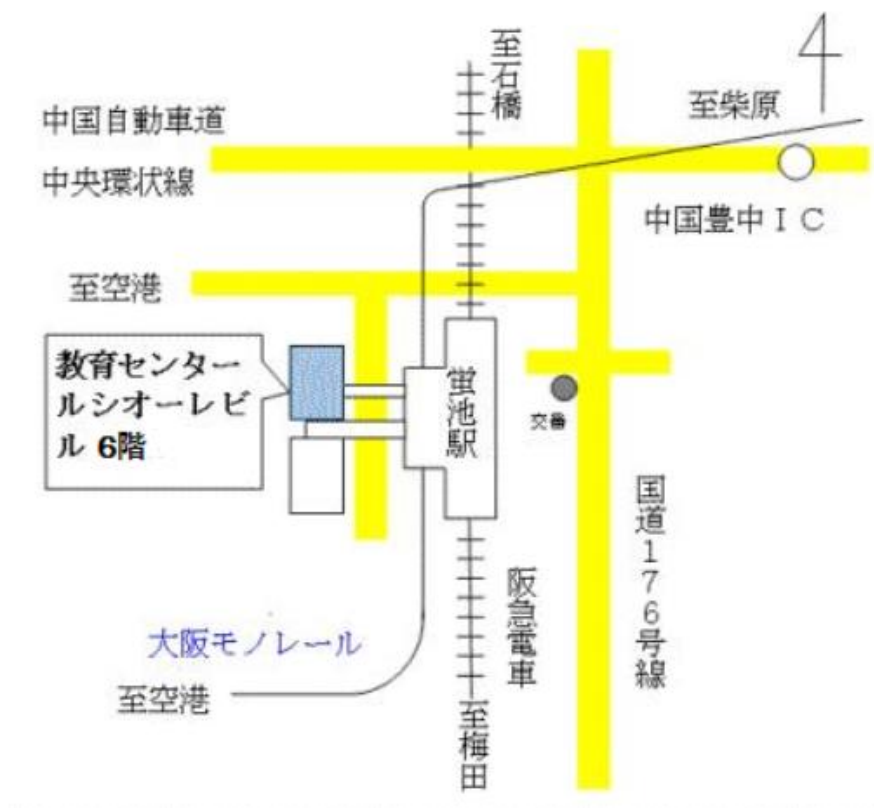 至石橋
至柴原
中国自動車道
中央環状線
中国豊中ＩＣ
至空港
教育センター
ルシオーレビ
ル 6階
蛍池駅
交番
国道１７６号線
阪急電車
大阪モノレール
至空港
至梅田